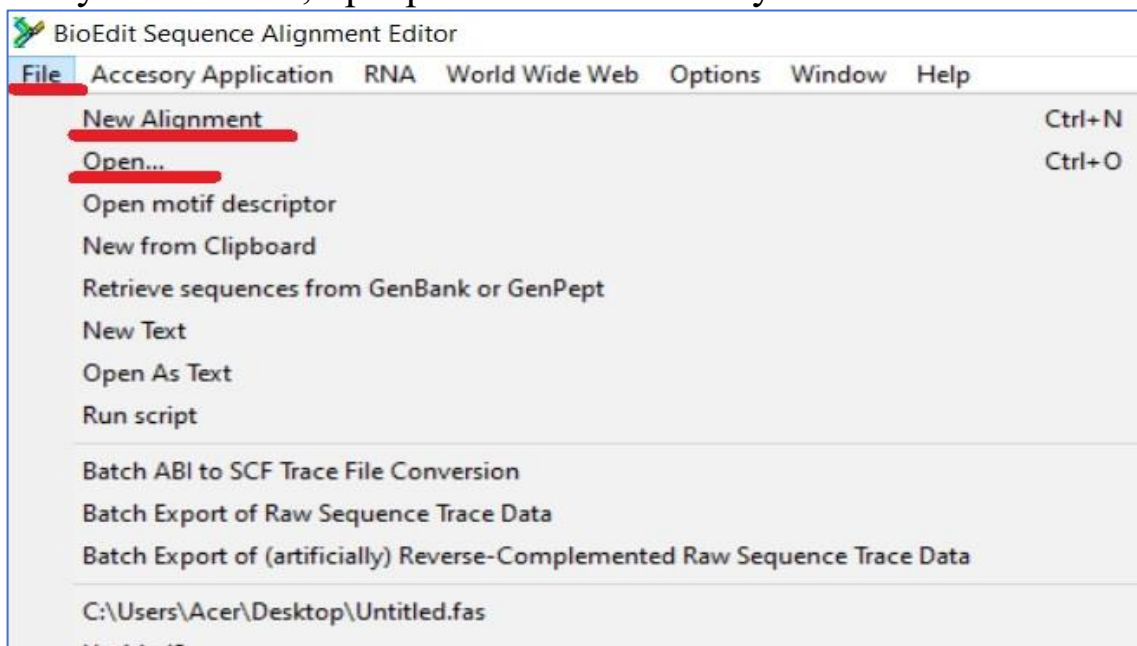 BioEdit Sequence Alignment Editor
File Accesory Application RNA World Wide Web Options Window Help
New Alignment Ctrl+N
Open... Ctrl+O
Open motif descriptor
New from Clipboard
Retrieve sequences from GenBank or GenPept
New Text
Open As Text
Run script
Batch ABI to SCF Trace File Conversion
Batch Export of Raw Sequence Trace Data
Batch Export of (artificially) Reverse-Complemented Raw Sequence Trace Data
C:\Users\Acer\Desktop\Untitled.fas